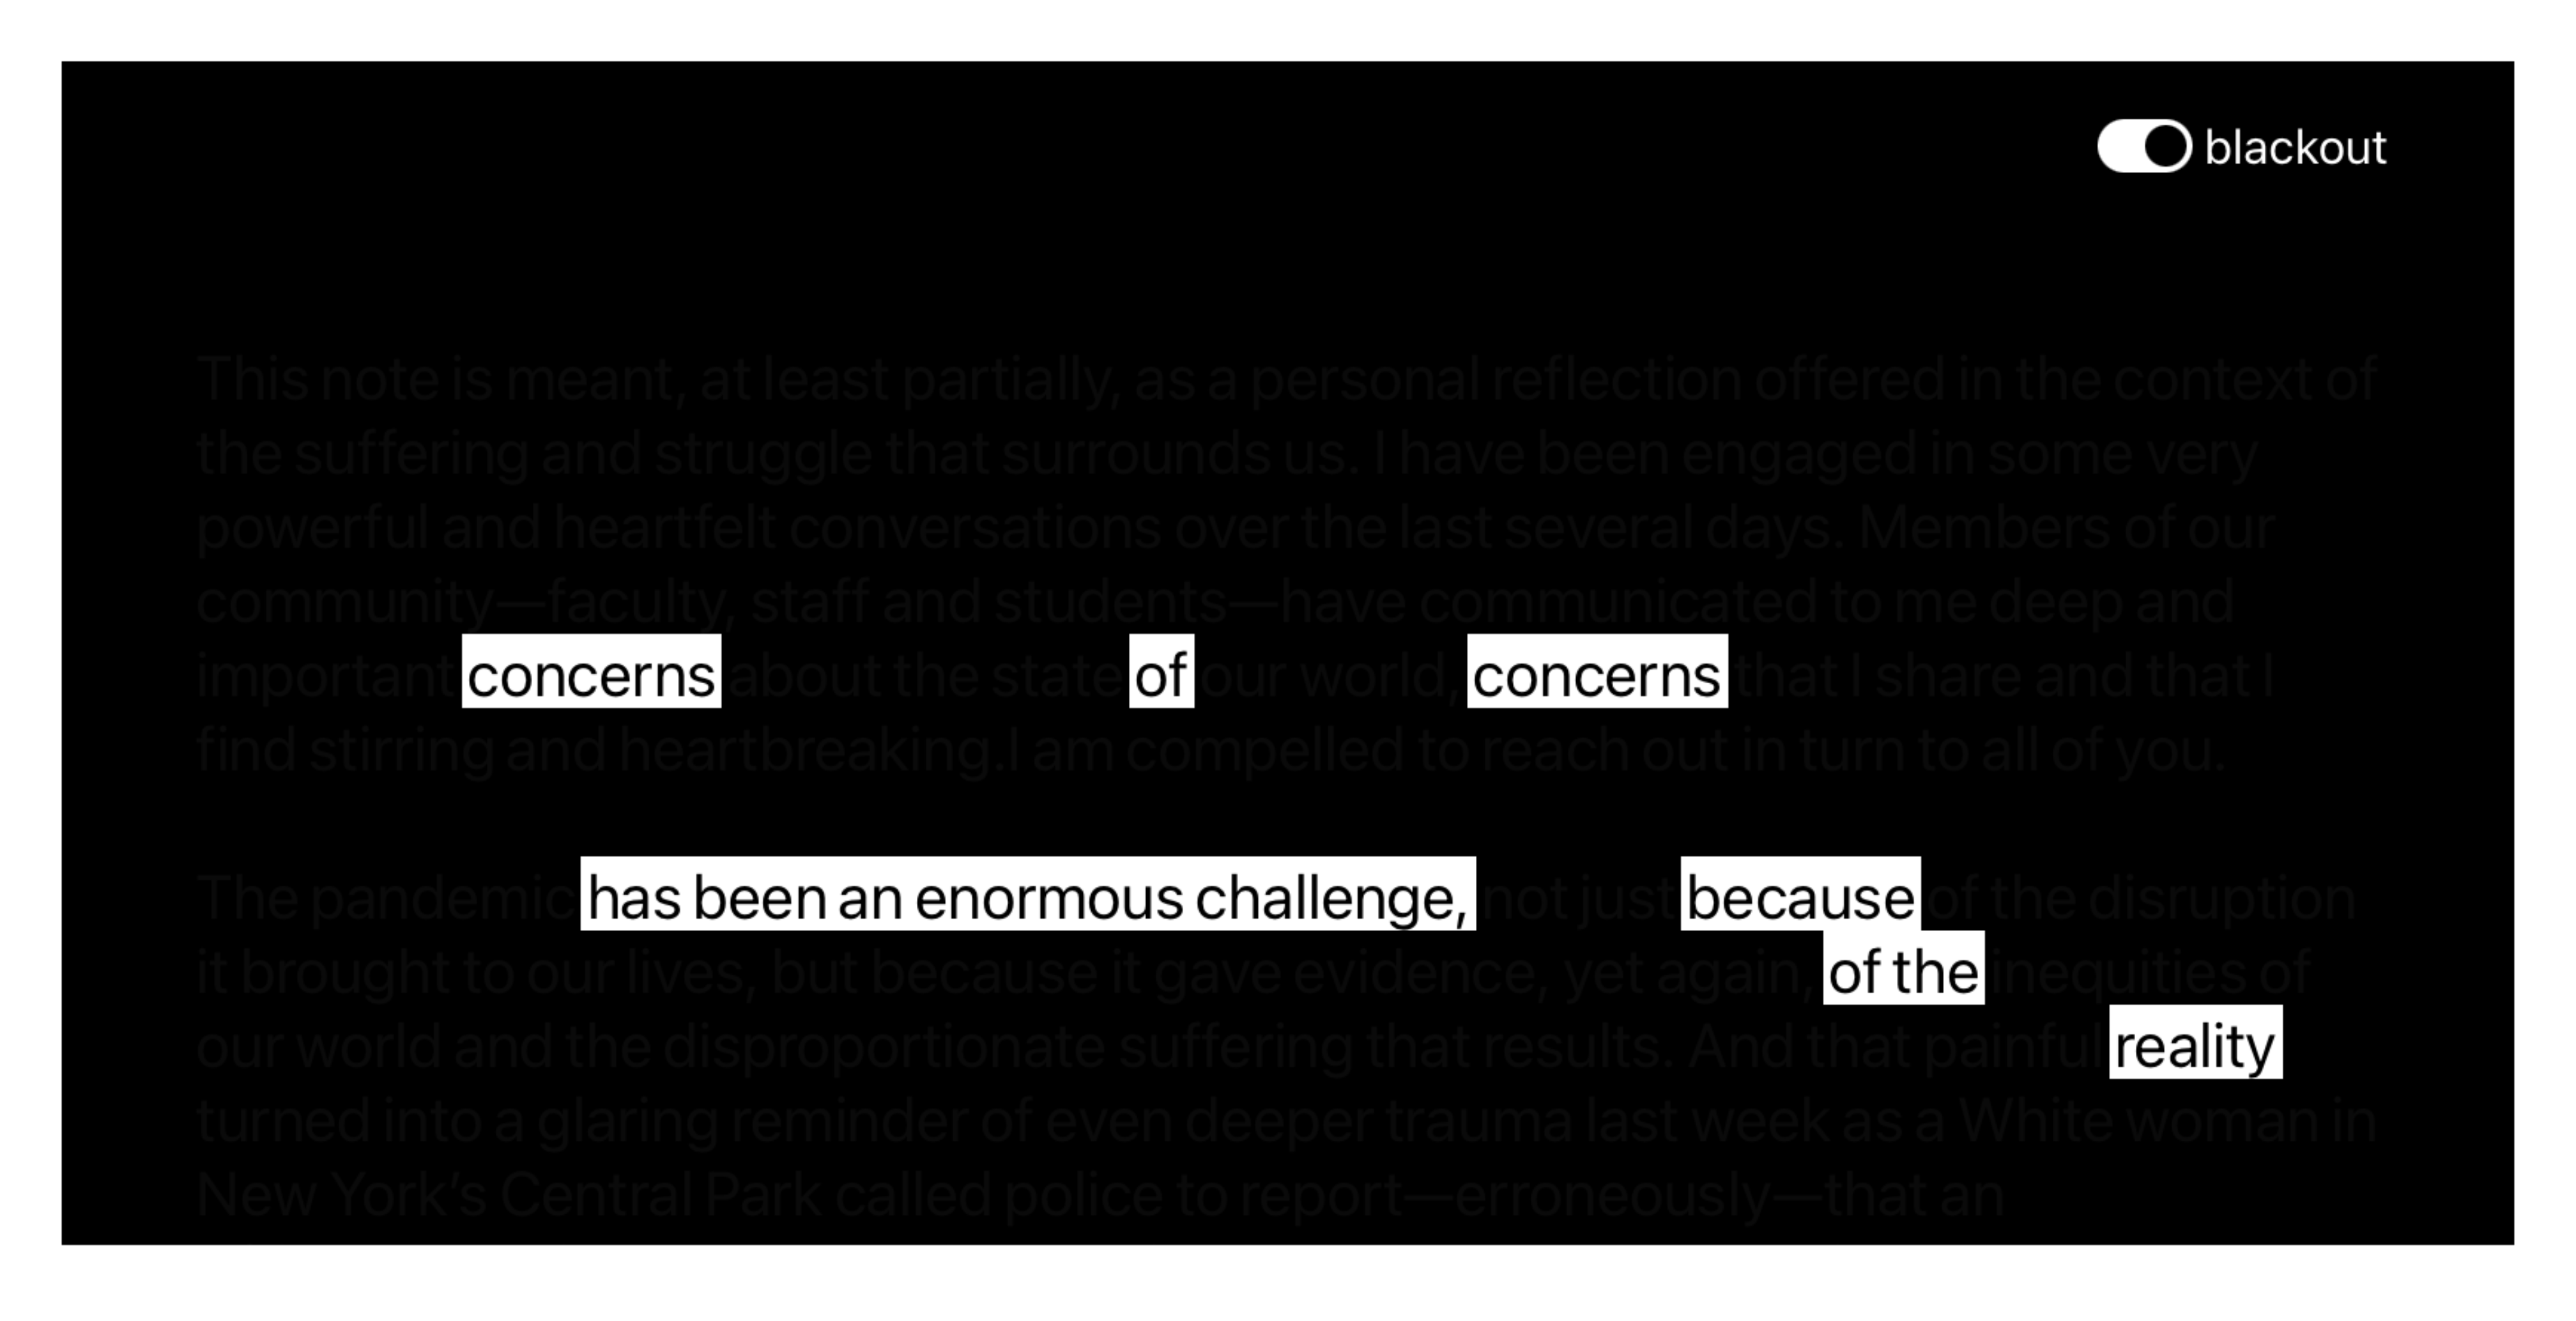 blackout
This note is meant, at least partially, as a personal reflection offered in the context of
the suffering and struggle that surrounds us. I have been engaged in some very
powerful and heartfelt conversations over the last several days. Members of our
community—faculty, staff and students—have communicated to me deep and
important concerns about the state of our world, concerns that I share and that I
find stirring and heartbreaking.I am compelled to reach out in turn to all of you.
The pandemic has been an enormous challenge, not just because of the disruption
it brought to our lives, but because it gave evidence, yet again, of the inequities of
our world and the disproportionate suffering that results. And that painful reality
turned into a glaring reminder of even deeper trauma last week as a White woman in
New York’s Central Park called police to report—erroneously—that an